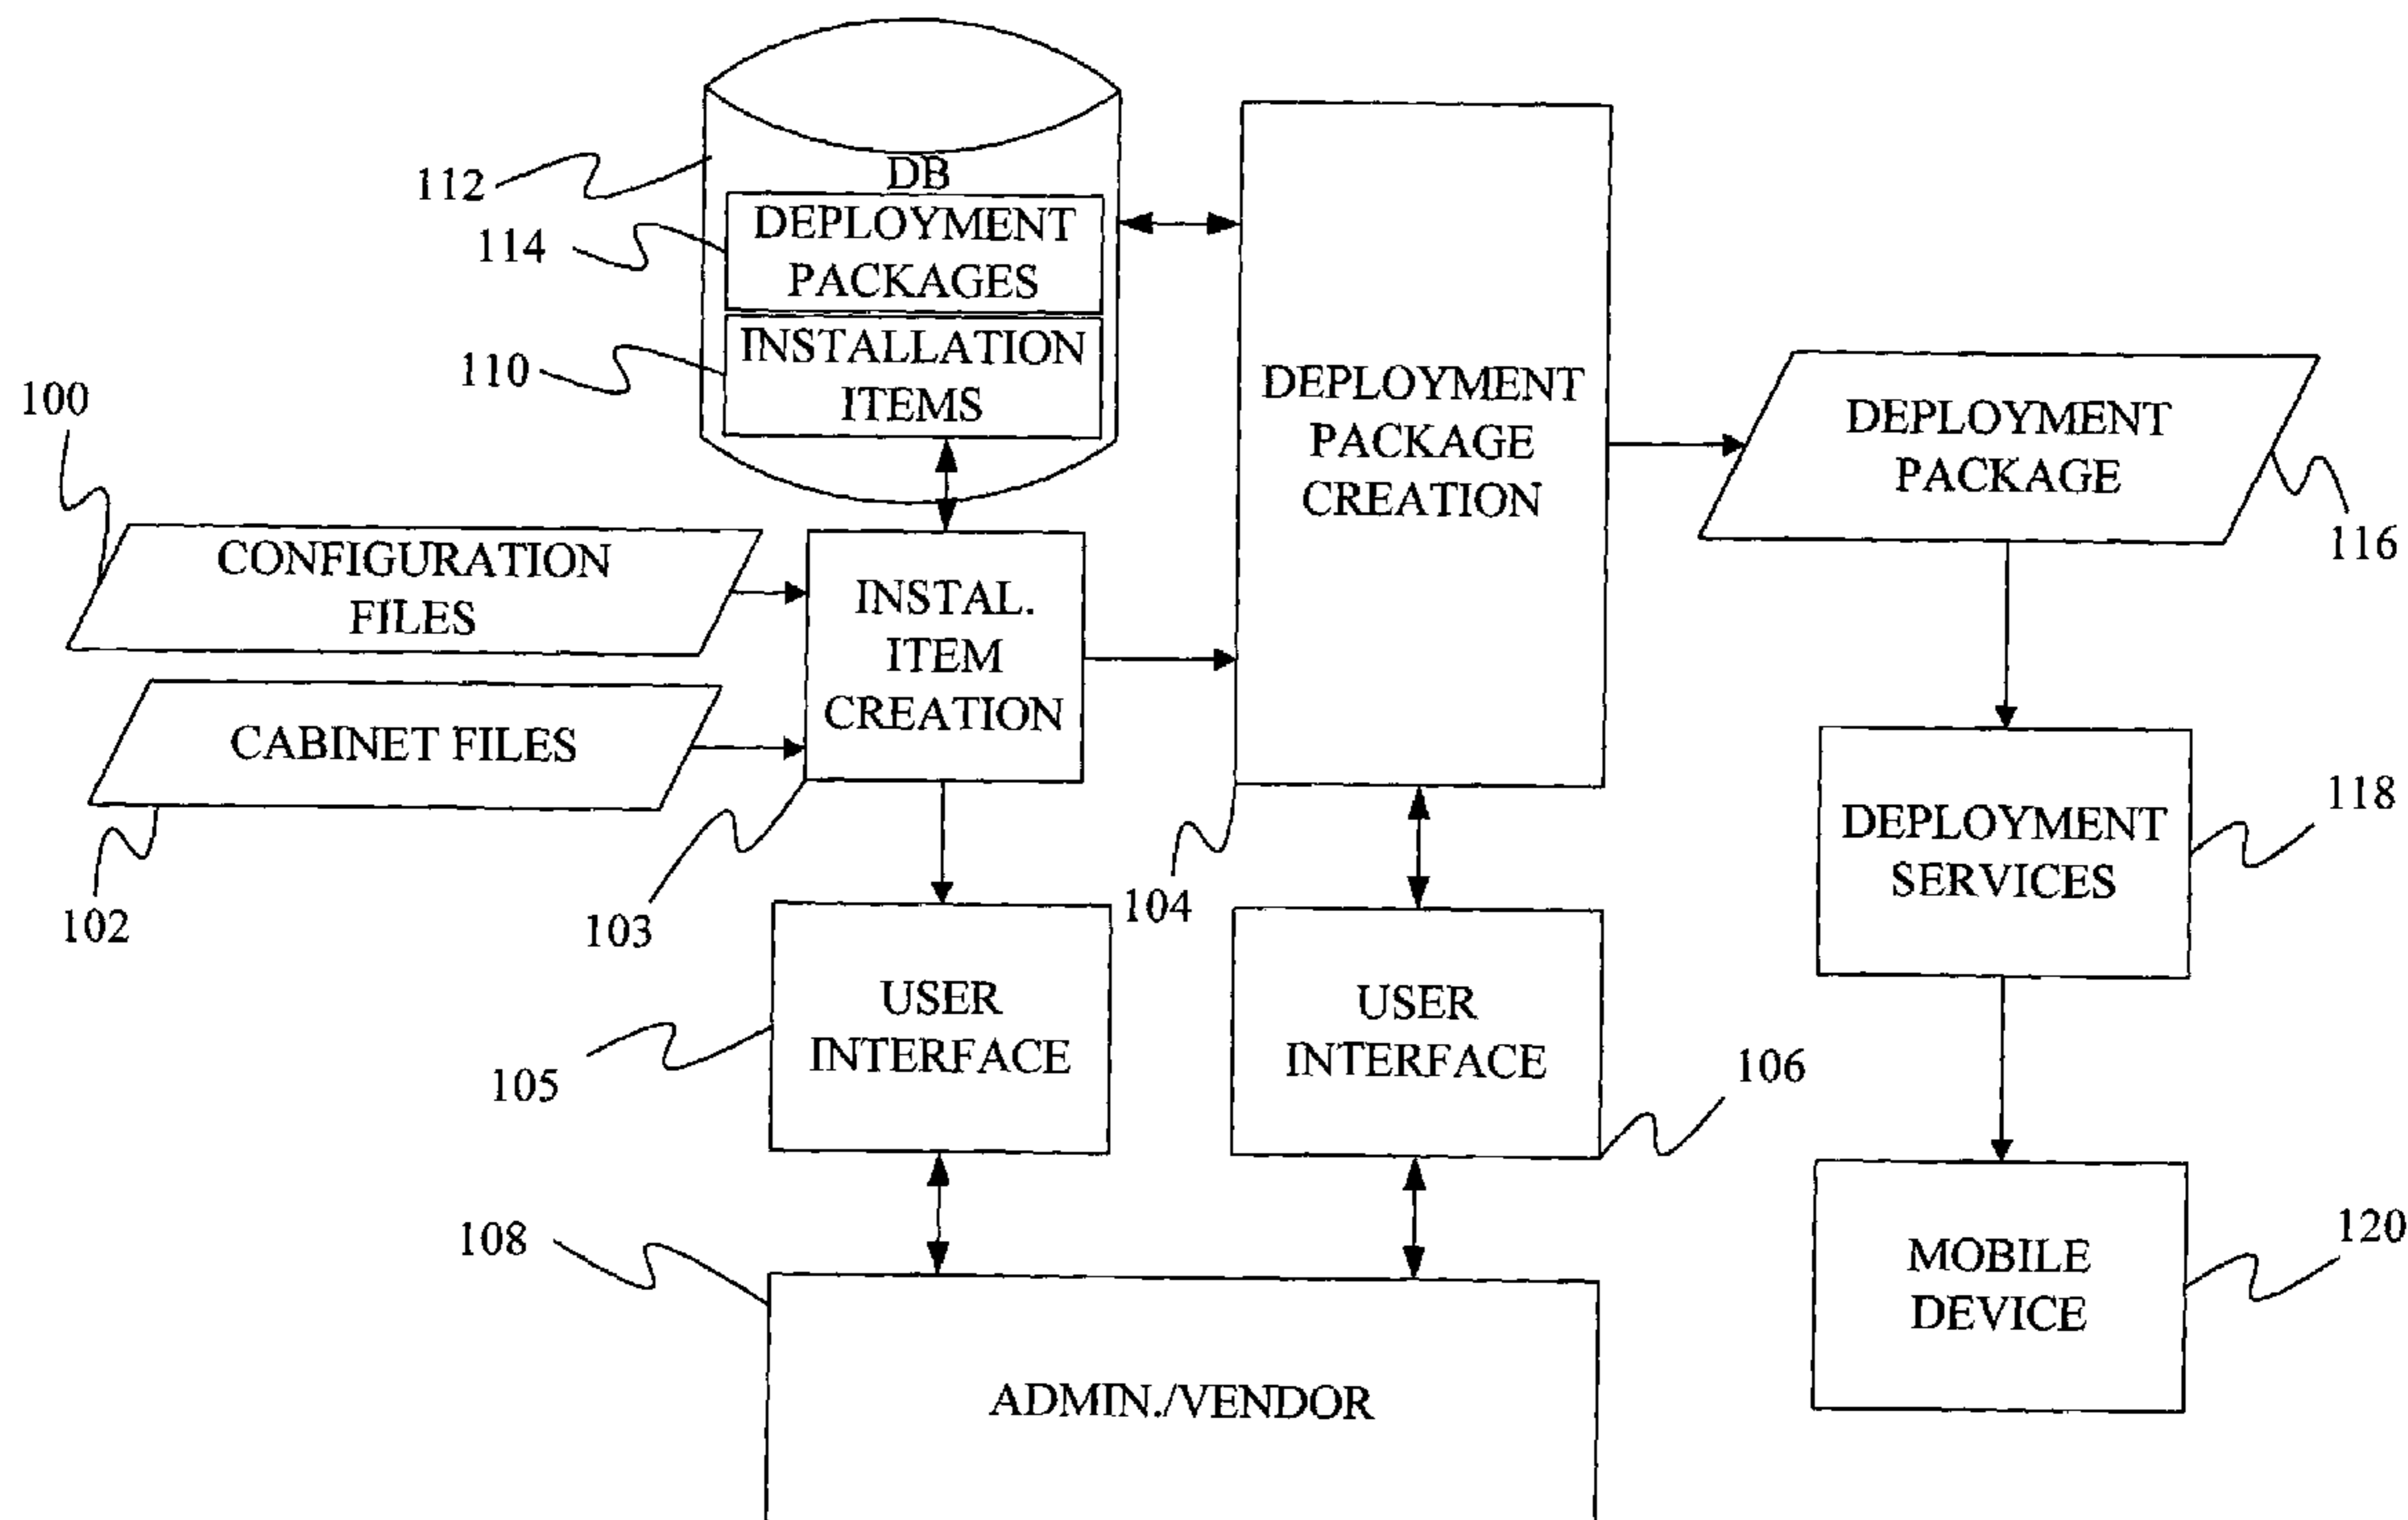 DB
112
DEPLOYMENT
PACKAGES
114
INSTALLATION
ITEMS
110
100
CONFIGURATION
FILES
CABINET FILES
102
INSTAL.
ITEM
CREATION
103
DEPLOYMENT
PACKAGE
CREATION
104
DEPLOYMENT
PACKAGE
116
DEPLOYMENT
SERVICES
118
USER
INTERFACE
105
USER
INTERFACE
106
108
ADMIN./VENDOR
MOBILE
DEVICE
120